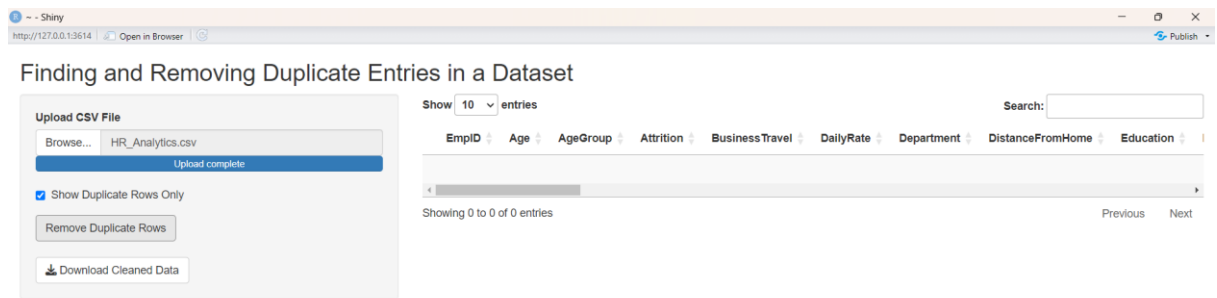 ~ - Shiny
http://127.0.0.1:3614 Open in Browser Publish
Finding and Removing Duplicate Entries in a Dataset
Upload CSV File
Browse... HR_Analytics.csv
Upload complete
Show Duplicate Rows Only
Remove Duplicate Rows
Download Cleaned Data
Show 10 entries Search:
EmpID Age AgeGroup Attrition BusinessTravel DailyRate Department DistanceFromHome Education
Showing 0 to 0 of 0 entries Previous Next